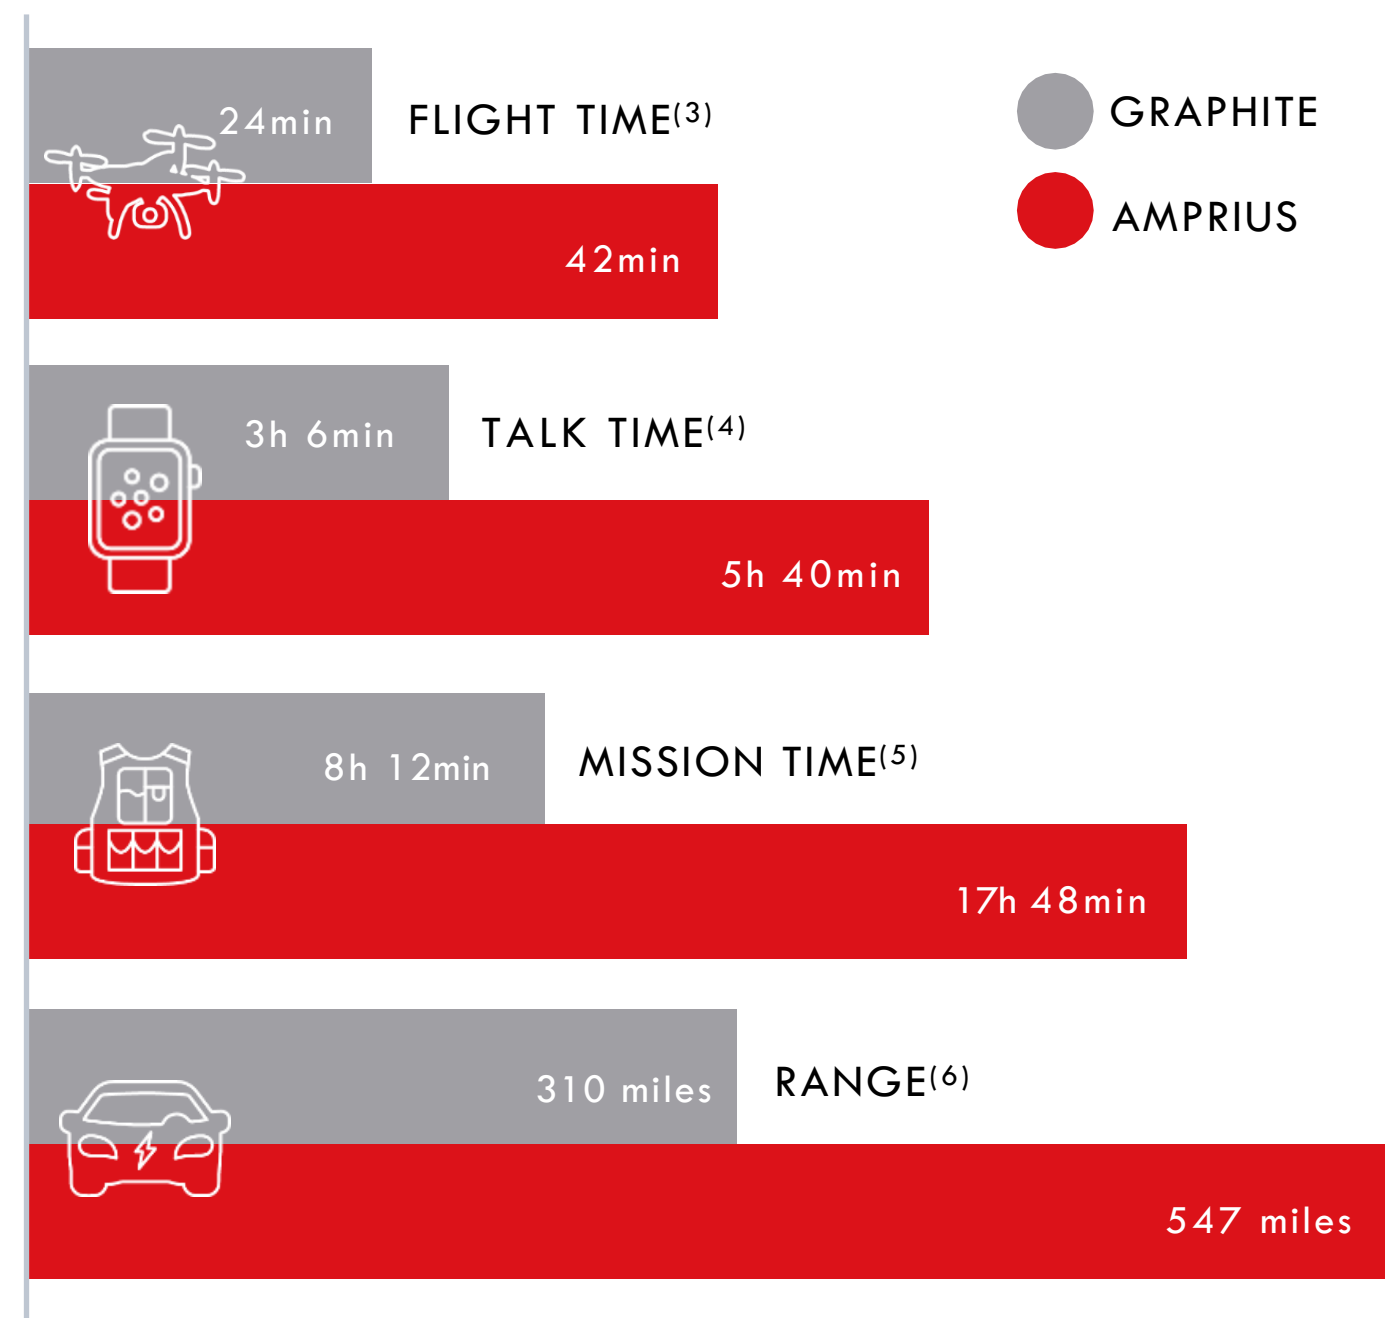 24min
FLIGHT TIME(3)
GRAPHITE
AMPRIUS
42min
3h 6min
TALK TIME(4)
5h 40min
8h 12min
MISSION TIME(5)
17h 48min
310 miles
RANGE(6)
547 miles